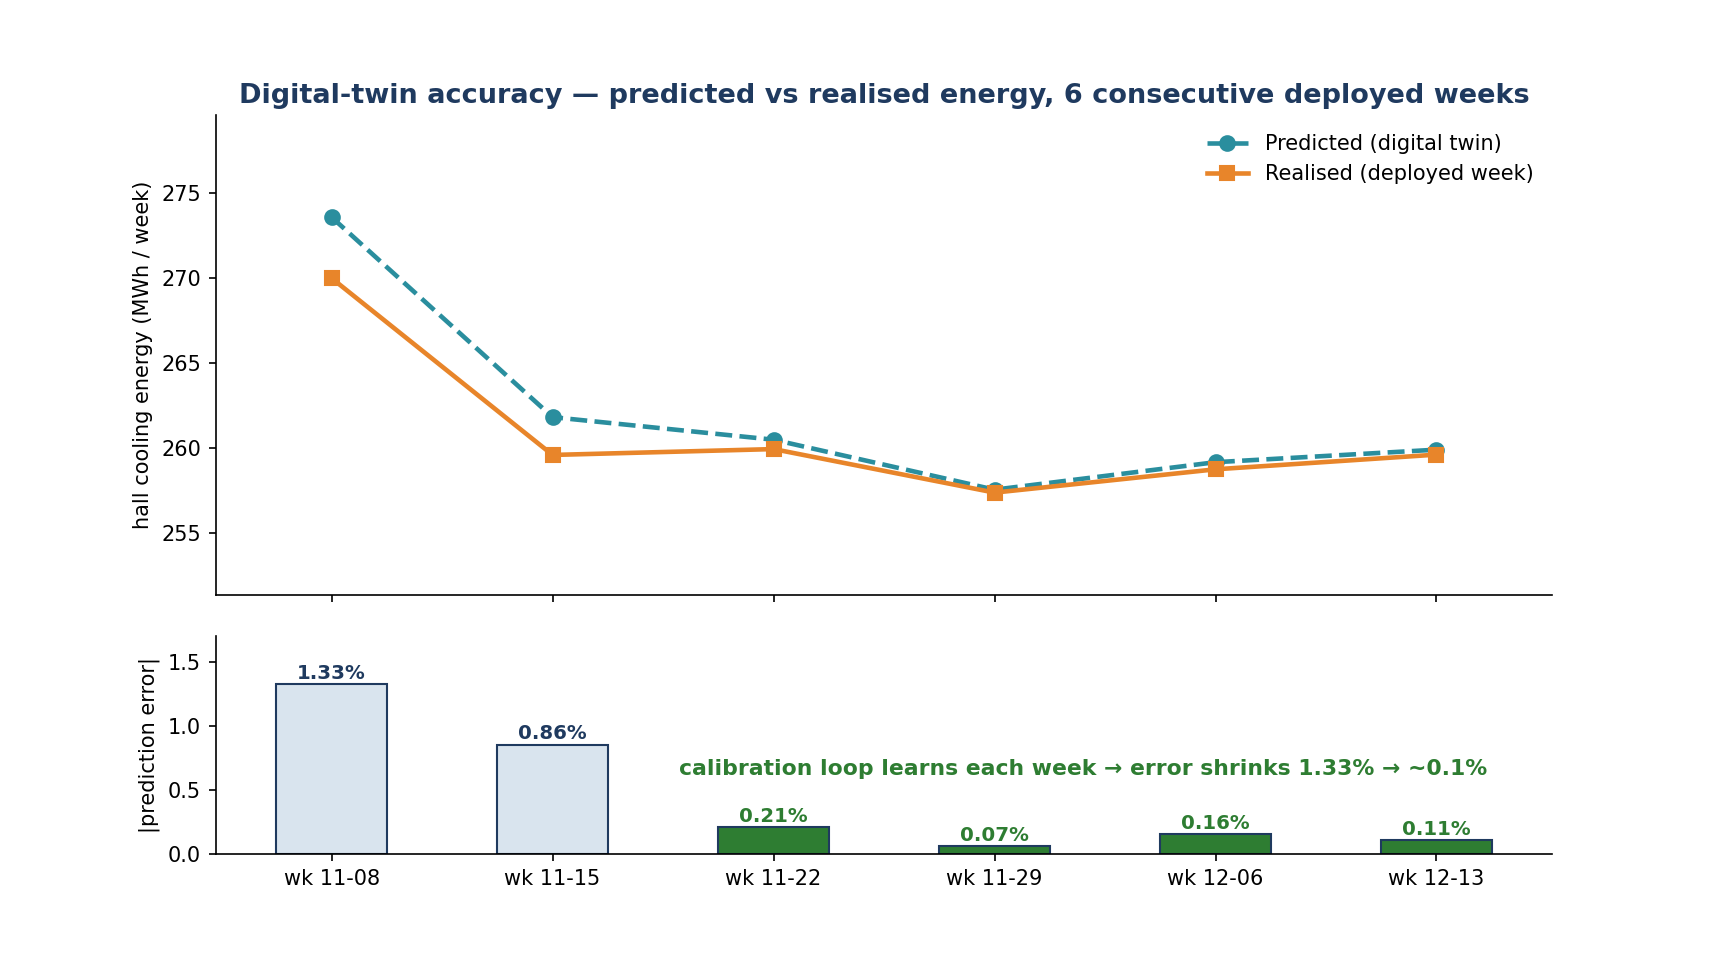 Digital-twin accuracy — predicted vs realised energy, 6 consecutive deployed weeks
Predicted (digital twin)
Realised (deployed week)
hall cooling energy (MWh / week)
275
270
265
260
255
|prediction error|
1.5
1.0
0.5
0.0
1.33%
0.86%
calibration loop learns each week → error shrinks 1.33% → ~0.1%
0.21%
0.07%
0.16%
0.11%
wk 11-08
wk 11-15
wk 11-22
wk 11-29
wk 12-06
wk 12-13